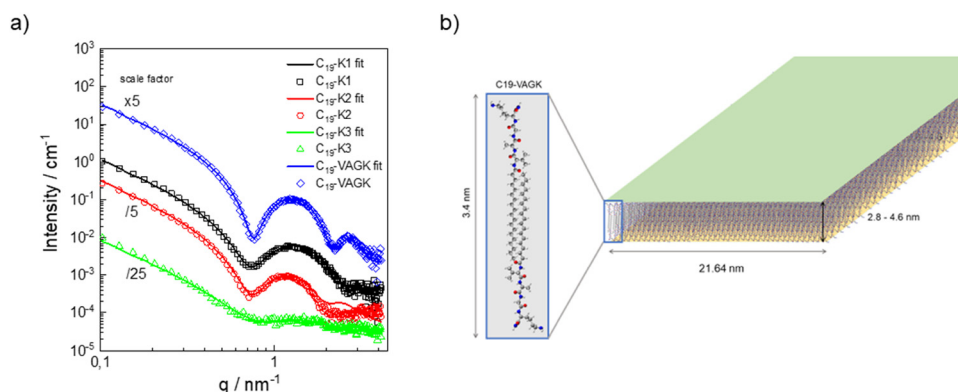 a)
b)
Intensity / cm⁻¹
10³
10²
10¹
10⁰
10⁻¹
10⁻²
10⁻³
10⁻⁴
10⁻⁵
scale factor
x5
/5
/25
C₁₉-K1 fit
C₁₉-K1
C₁₉-K2 fit
C₁₉-K2
C₁₉-K3 fit
C₁₉-K3
C₁₉-VAGK fit
C₁₉-VAGK
0,1
1
q / nm⁻¹
C19-VAGK
3.4 nm
2.8 - 4.6 nm
21.64 nm